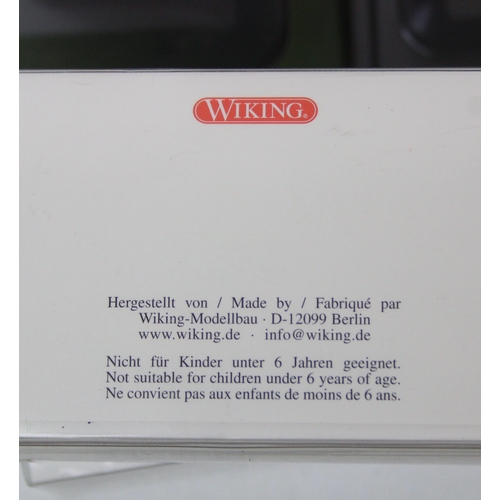 WIKING®
Hergestellt von / Made by / Fabriqué par
Wiking-Modellbau · D-12099 Berlin
www.wiking.de · info@wiking.de
Nicht für Kinder unter 6 Jahren geeignet.
Not suitable for children under 6 years of age.
Ne convient pas aux enfants de moins de 6 ans.